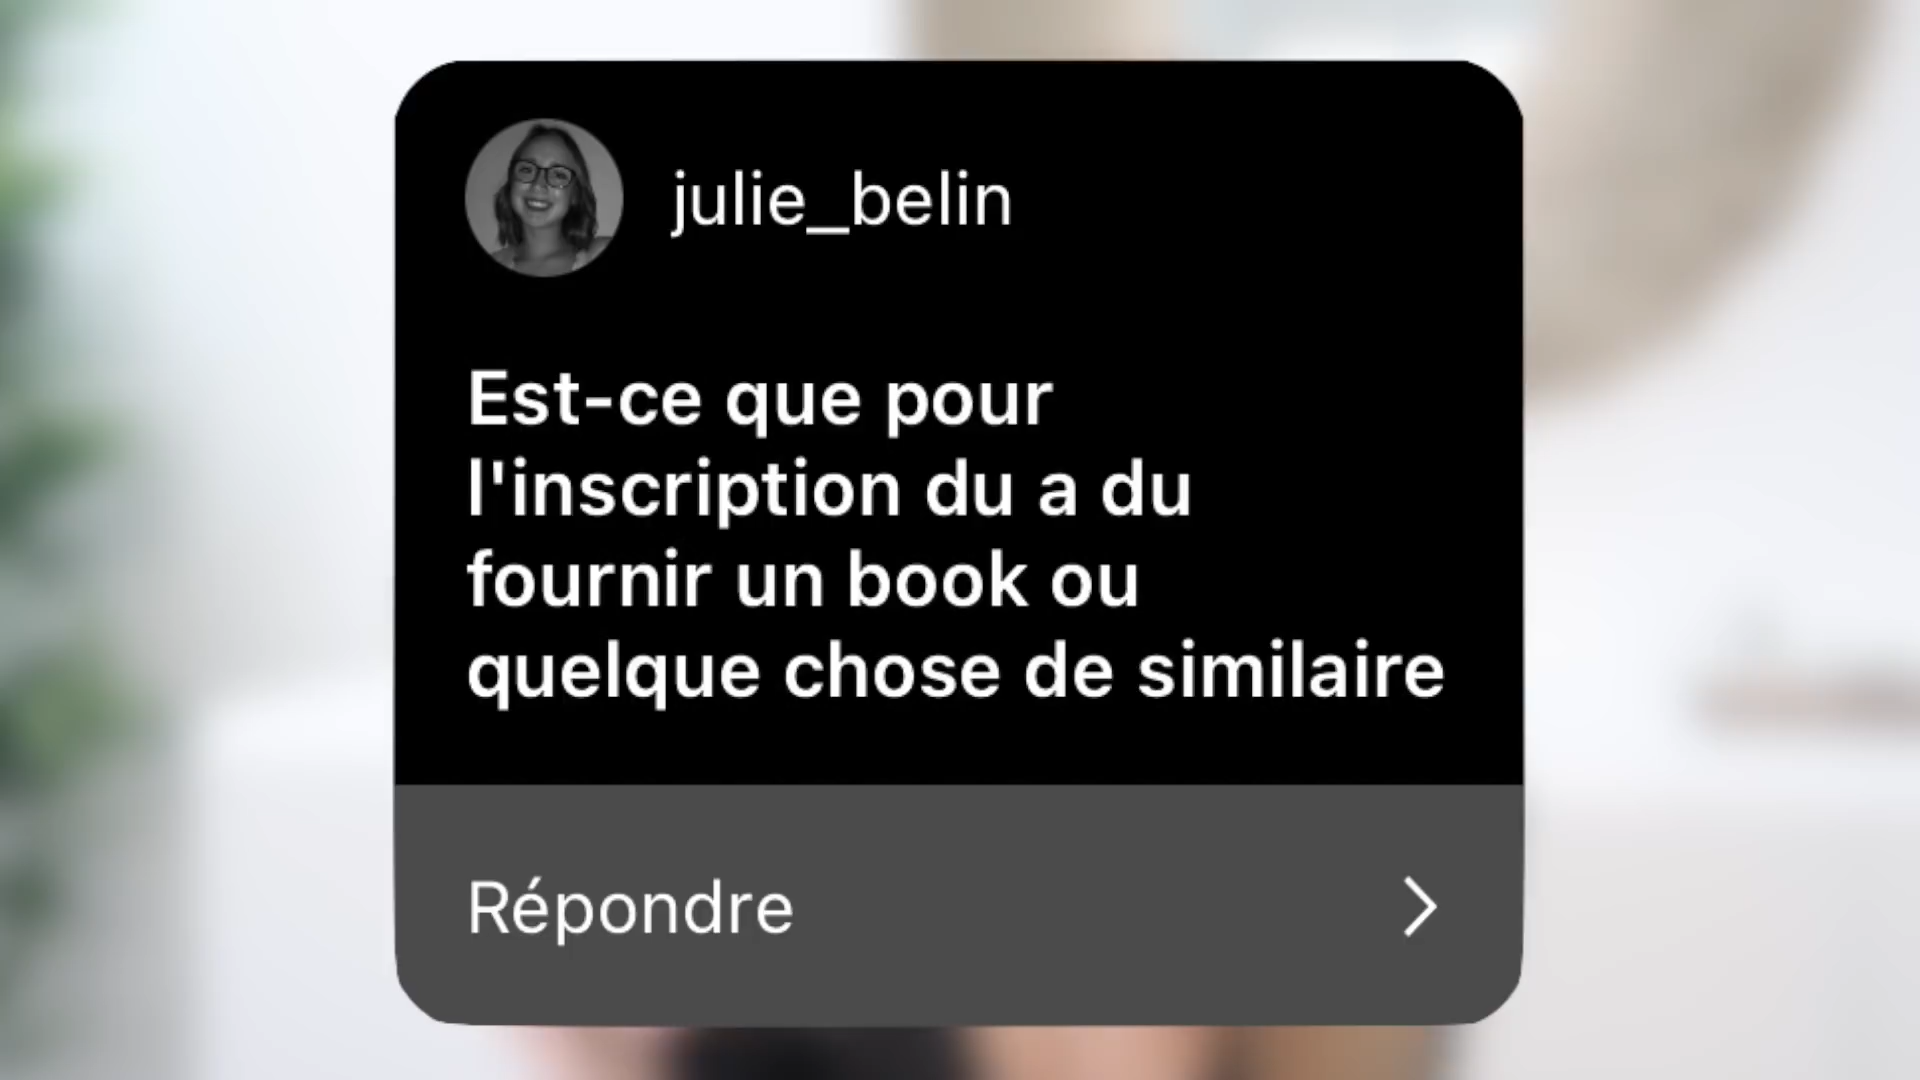 julie_belin
Est-ce que pour
l'inscription du a du
fournir un book ou
quelque chose de similaire
Répondre